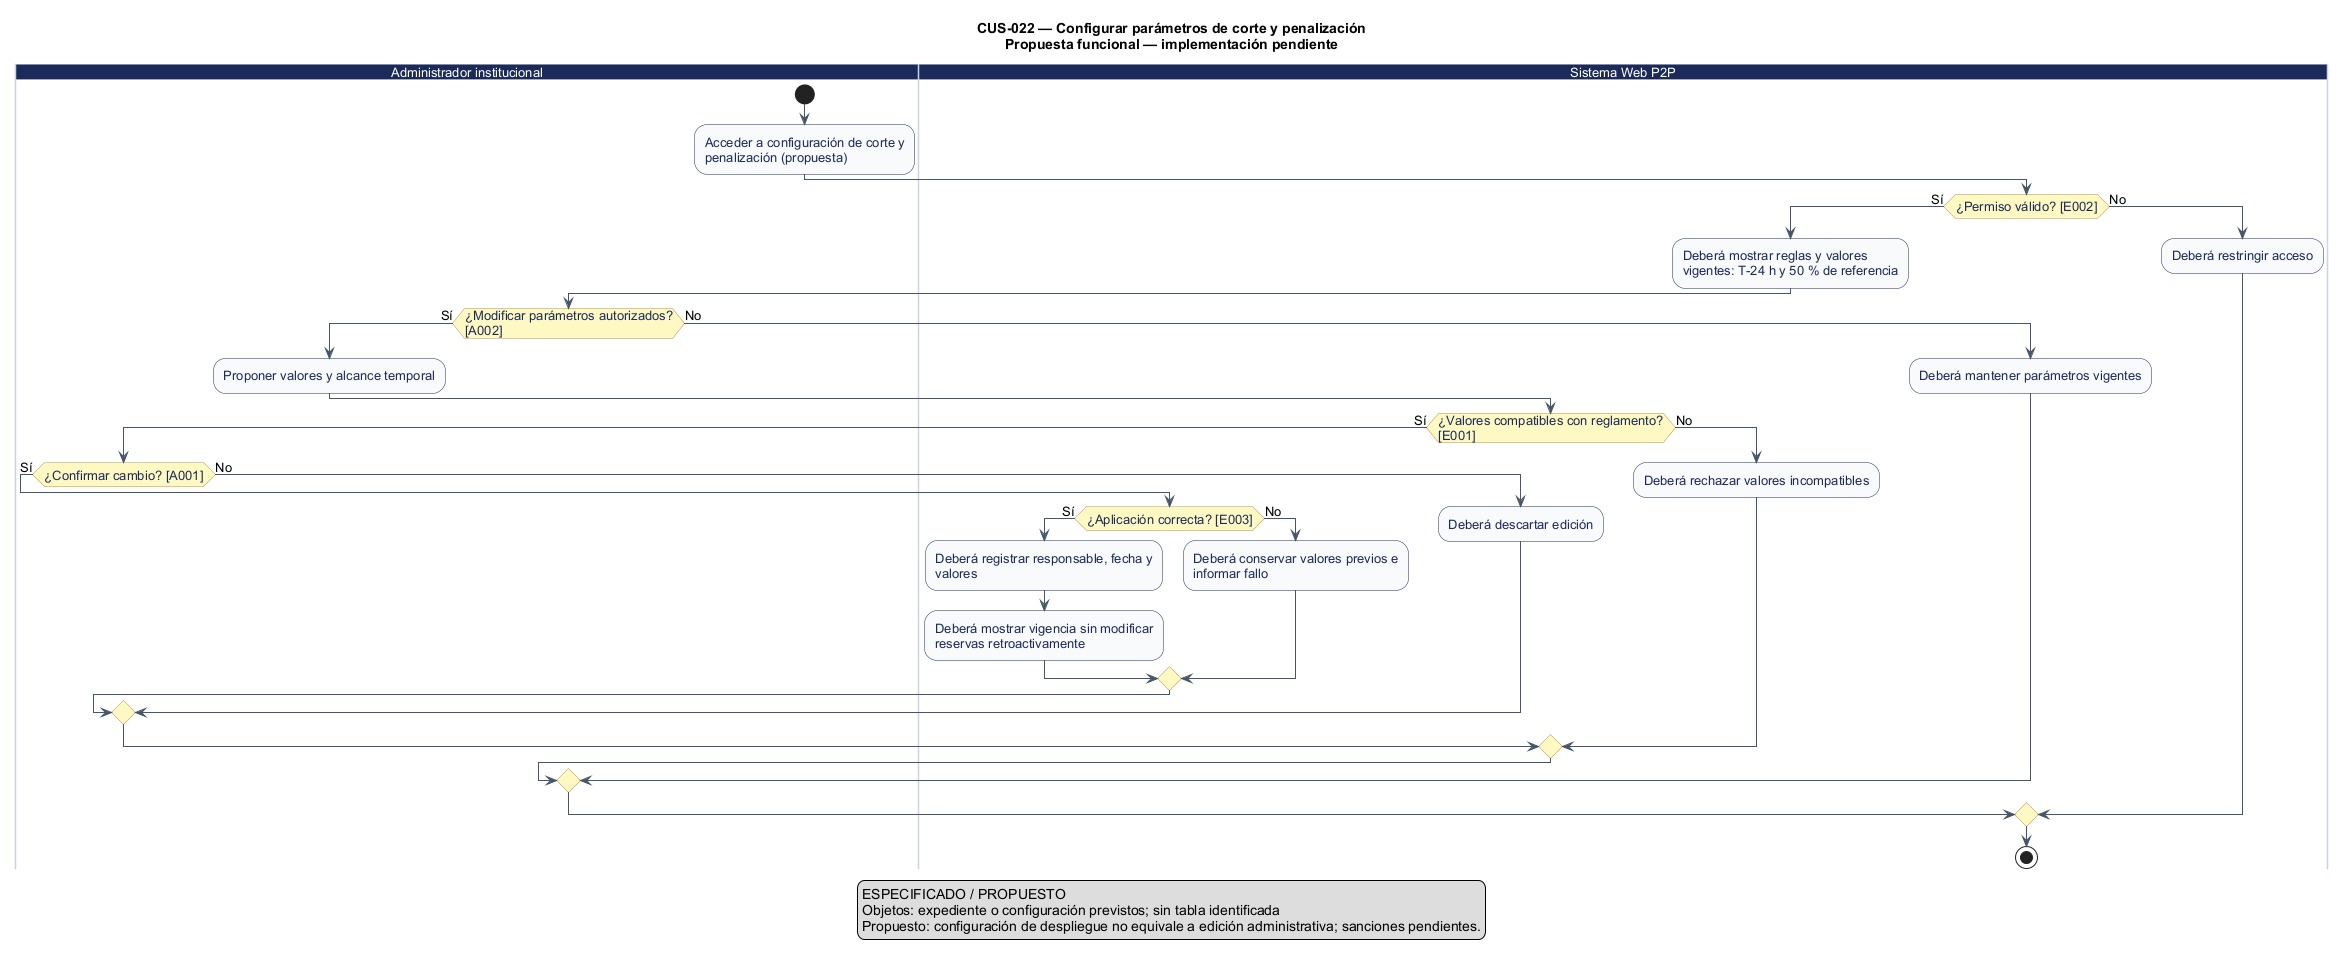 CUS-022 — Configurar parámetros de corte y penalización
Propuesta funcional — implementación pendiente
Administrador institucional
Sistema Web P2P
Acceder a configuración de corte y
penalización (propuesta)
Sí
¿Permiso válido? [E002]
No
Deberá mostrar reglas y valores
vigentes: T-24 h y 50 % de referencia
Deberá restringir acceso
Sí
¿Modificar parámetros autorizados?
[A002]
No
Proponer valores y alcance temporal
Deberá mantener parámetros vigentes
Sí
¿Valores compatibles con reglamento?
[E001]
No
Sí
¿Confirmar cambio? [A001]
No
Deberá rechazar valores incompatibles
Sí
¿Aplicación correcta? [E003]
No
Deberá descartar edición
Deberá registrar responsable, fecha y
valores
Deberá conservar valores previos e
informar fallo
Deberá mostrar vigencia sin modificar
reservas retroactivamente
ESPECIFICADO / PROPUESTO
Objetos: expediente o configuración previstos; sin tabla identificada
Propuesto: configuración de despliegue no equivale a edición administrativa; sanciones pendientes.